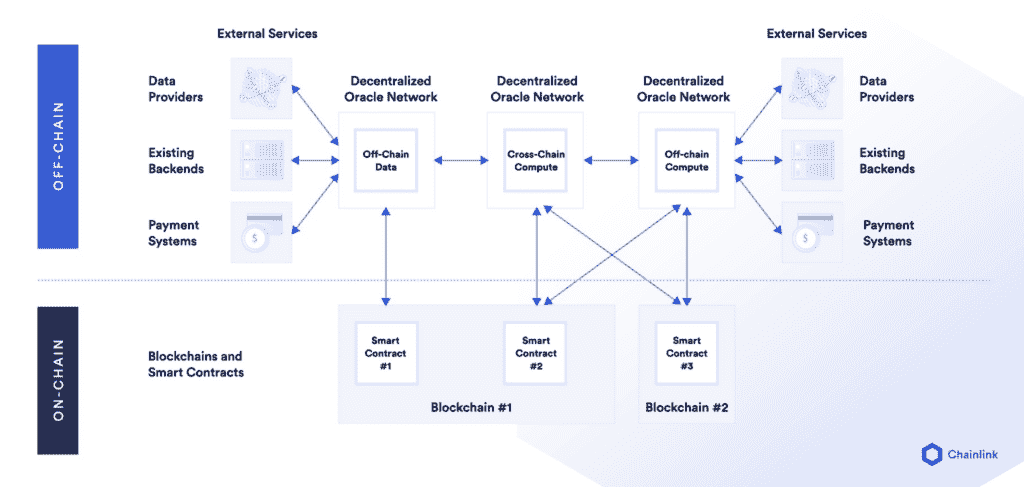 External Services
External Services
OFF-CHAIN
Data
Providers
Existing
Backends
Payment
Systems
$
Decentralized
Oracle Network
Off-Chain
Data
Decentralized
Oracle Network
Cross-Chain
Compute
Decentralized
Oracle Network
Off-chain
Compute
Data
Providers
Existing
Backends
Payment
Systems
$
ON-CHAIN
Blockchains and
Smart Contracts
Smart
Contract
#1
Smart
Contract
#2
Blockchain #1
Smart
Contract
#3
Blockchain #2
Chainlink